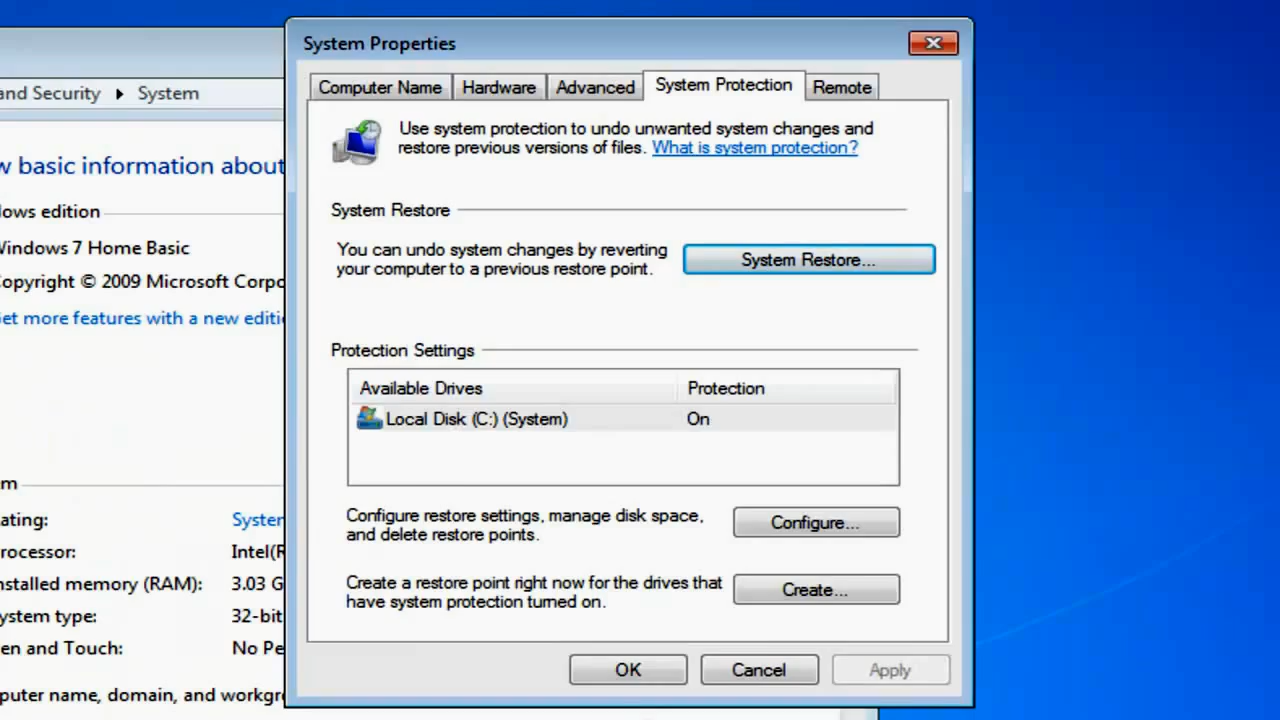 System Properties
Computer Name Hardware Advanced System Protection Remote
Use system protection to undo unwanted system changes and
restore previous versions of files. What is system protection?
System Restore
You can undo system changes by reverting
your computer to a previous restore point.
System Restore...
Protection Settings
Available Drives Protection
Local Disk (C:) (System) On
Configure restore settings, manage disk space,
and delete restore points.
Configure...
Create a restore point right now for the drives that
have system protection turned on.
Create...
OK Cancel Apply
and Security ▸ System
w basic information about
lows edition
Windows 7 Home Basic
opyright © 2009 Microsoft Corpo
et more features with a new editi
m
ating: System
rocessor: Intel(R
nstalled memory (RAM): 3.03 G
ystem type: 32-bit
en and Touch: No Pe
puter name, domain, and workgr